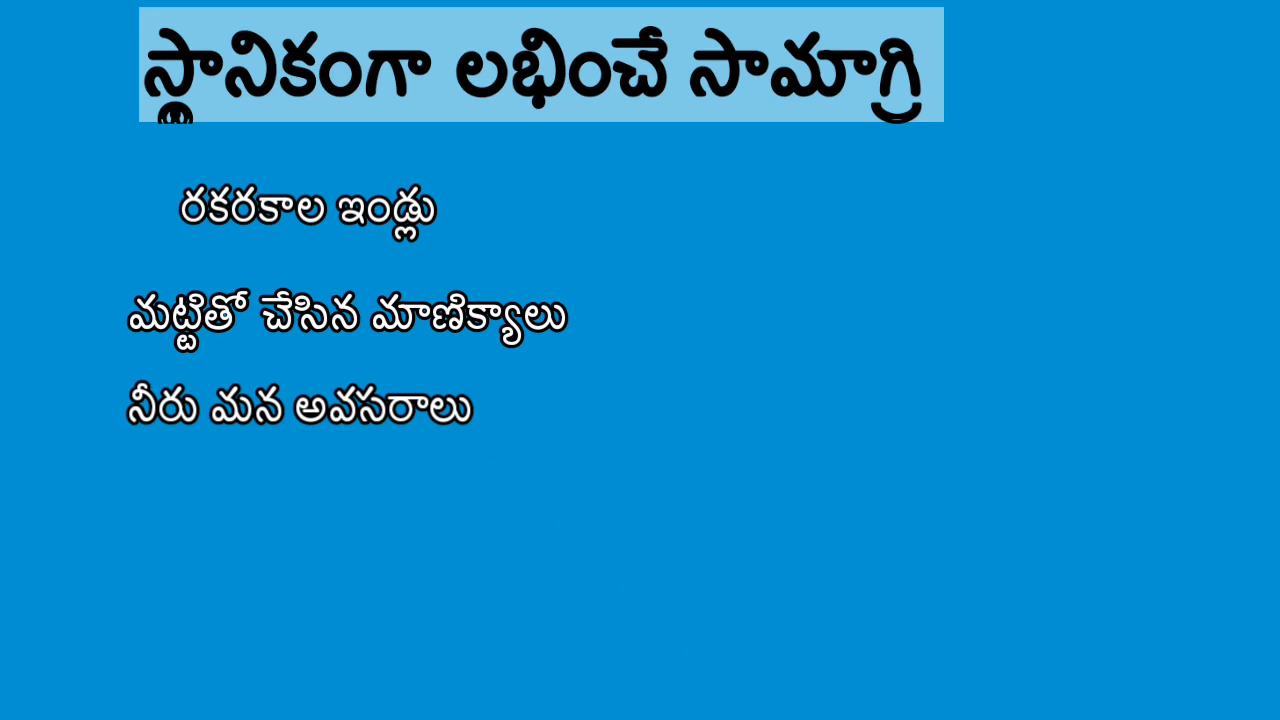 స్థానికంగా లభించే సామాగ్రి
రకరకాల ఇండ్లు
మట్టితో చేసిన మాణిక్యాలు
నీరు మన అవసరాలు